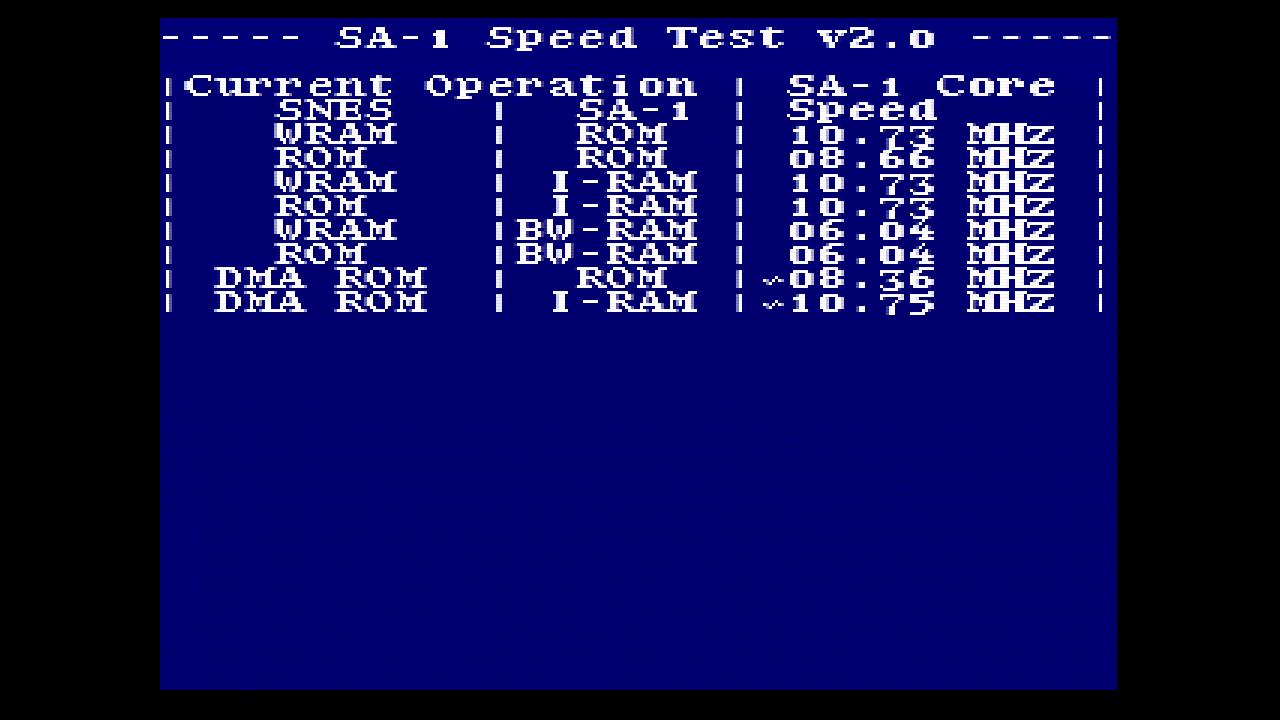 ----- SA-1 Speed Test v2.0 -----
|Current Operation | SA-1 Core |
| SNES | SA-1 | Speed |
| WRAM | ROM | 10.73 MHZ |
| ROM | ROM | 08.66 MHZ |
| WRAM | I-RAM | 10.73 MHZ |
| ROM | I-RAM | 10.73 MHZ |
| WRAM |BW-RAM | 06.04 MHZ |
| ROM |BW-RAM | 06.04 MHZ |
| DMA ROM | ROM |~08.36 MHZ |
| DMA ROM | I-RAM |~10.75 MHZ |